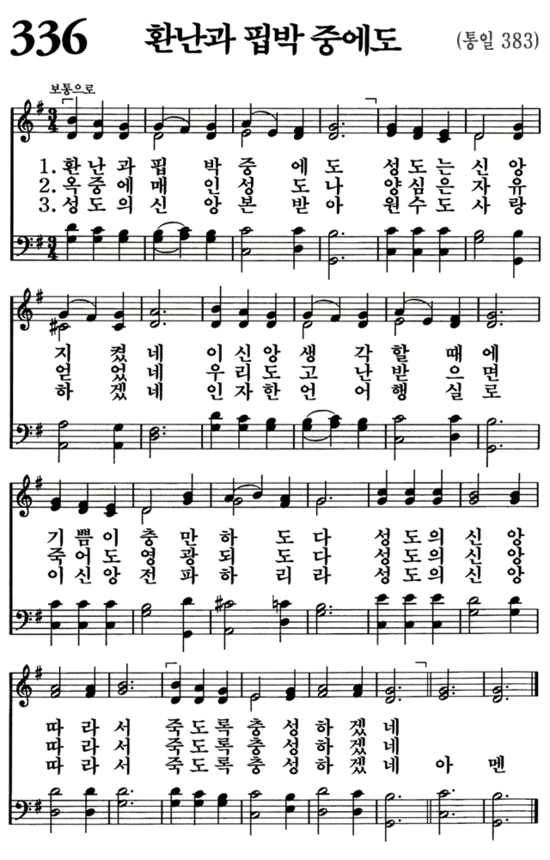 336 환난과 핍박 중에도 (통일 383)
보통으로
1. 환 난 과 핍 박 중 에 도 성 도 는 신 앙
2. 옥 중 에 매 인 성 도 나 양 심 은 자 유
3. 성 도 의 신 앙 본 받 아 원 수 도 사 랑
지 켰 네 이 신 앙 생 각 할 때 에
얻 었 네 우 리 도 고 난 받 으 면
하 겠 네 인 자 한 언 어 행 실 로
기 쁨 이 충 만 하 도 다 성 도 의 신 앙
죽 어 도 영 광 되 도 다 성 도 의 신 앙
이 신 앙 전 파 하 리 라 성 도 의 신 앙
따 라 서 죽 도 록 충 성 하 겠 네
따 라 서 죽 도 록 충 성 하 겠 네
따 라 서 죽 도 록 충 성 하 겠 네 아 멘